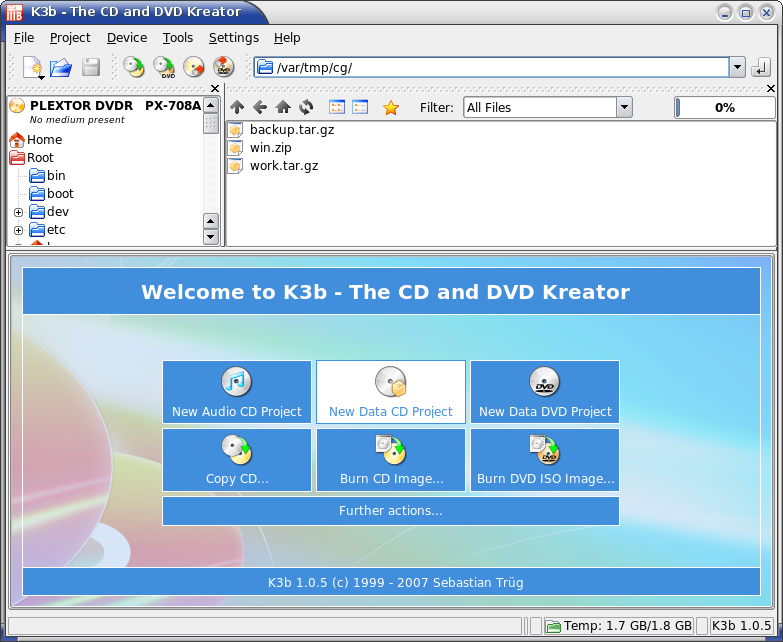 K3b - The CD and DVD Kreator
File Project Device Tools Settings Help
/var/tmp/cg/
PLEXTOR DVDR PX-708A
No medium present
Home
Root
bin
boot
dev
etc
Filter: All Files 0%
backup.tar.gz
win.zip
work.tar.gz
Welcome to K3b - The CD and DVD Kreator
New Audio CD Project New Data CD Project New Data DVD Project
Copy CD... Burn CD Image... Burn DVD ISO Image...
Further actions...
K3b 1.0.5 (c) 1999 - 2007 Sebastian Trüg
Temp: 1.7 GB/1.8 GB K3b 1.0.5